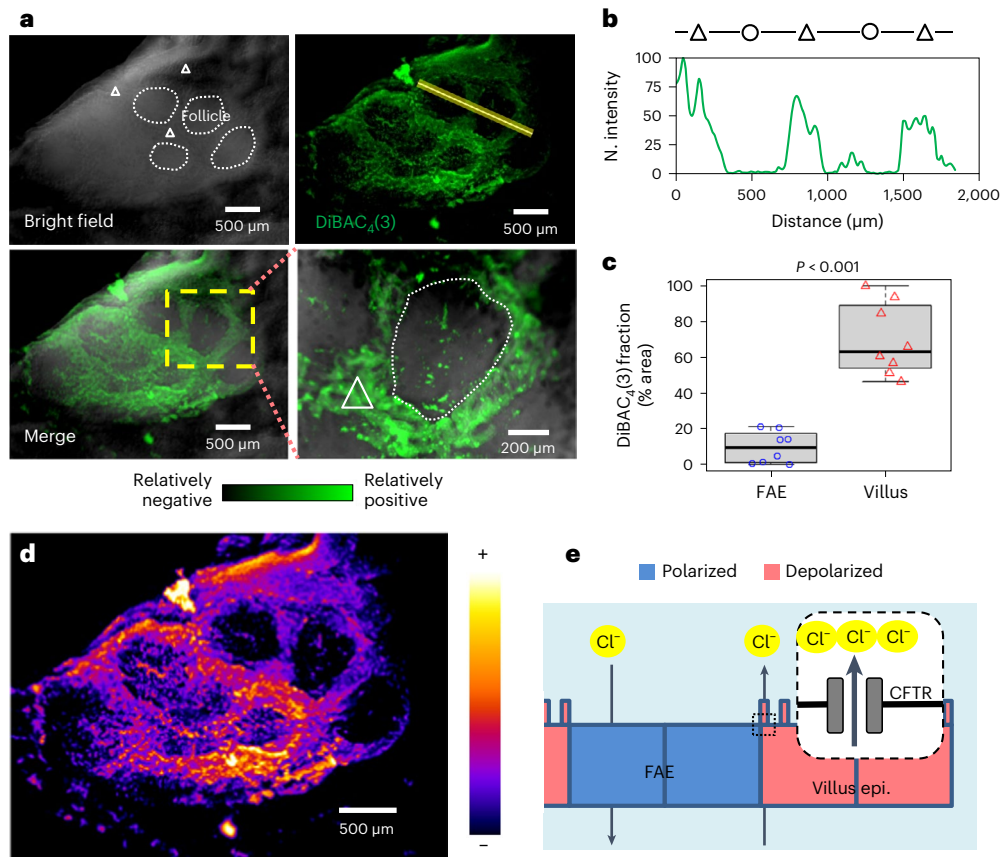 a
Follicle
Bright field
500 µm
DiBAC4(3)
500 µm
Merge
500 µm
200 µm
Relatively
negative
Relatively
positive
b
N. intensity
100
75
50
25
0
0
500
1,000
1,500
2,000
Distance (µm)
c
P < 0.001
DiBAC4(3) fraction
(% area)
100
80
60
40
20
0
FAE
Villus
d
500 µm
+
–
e
Polarized
Depolarized
Cl–
Cl–
Cl–
Cl–
Cl–
CFTR
FAE
Villus epi.